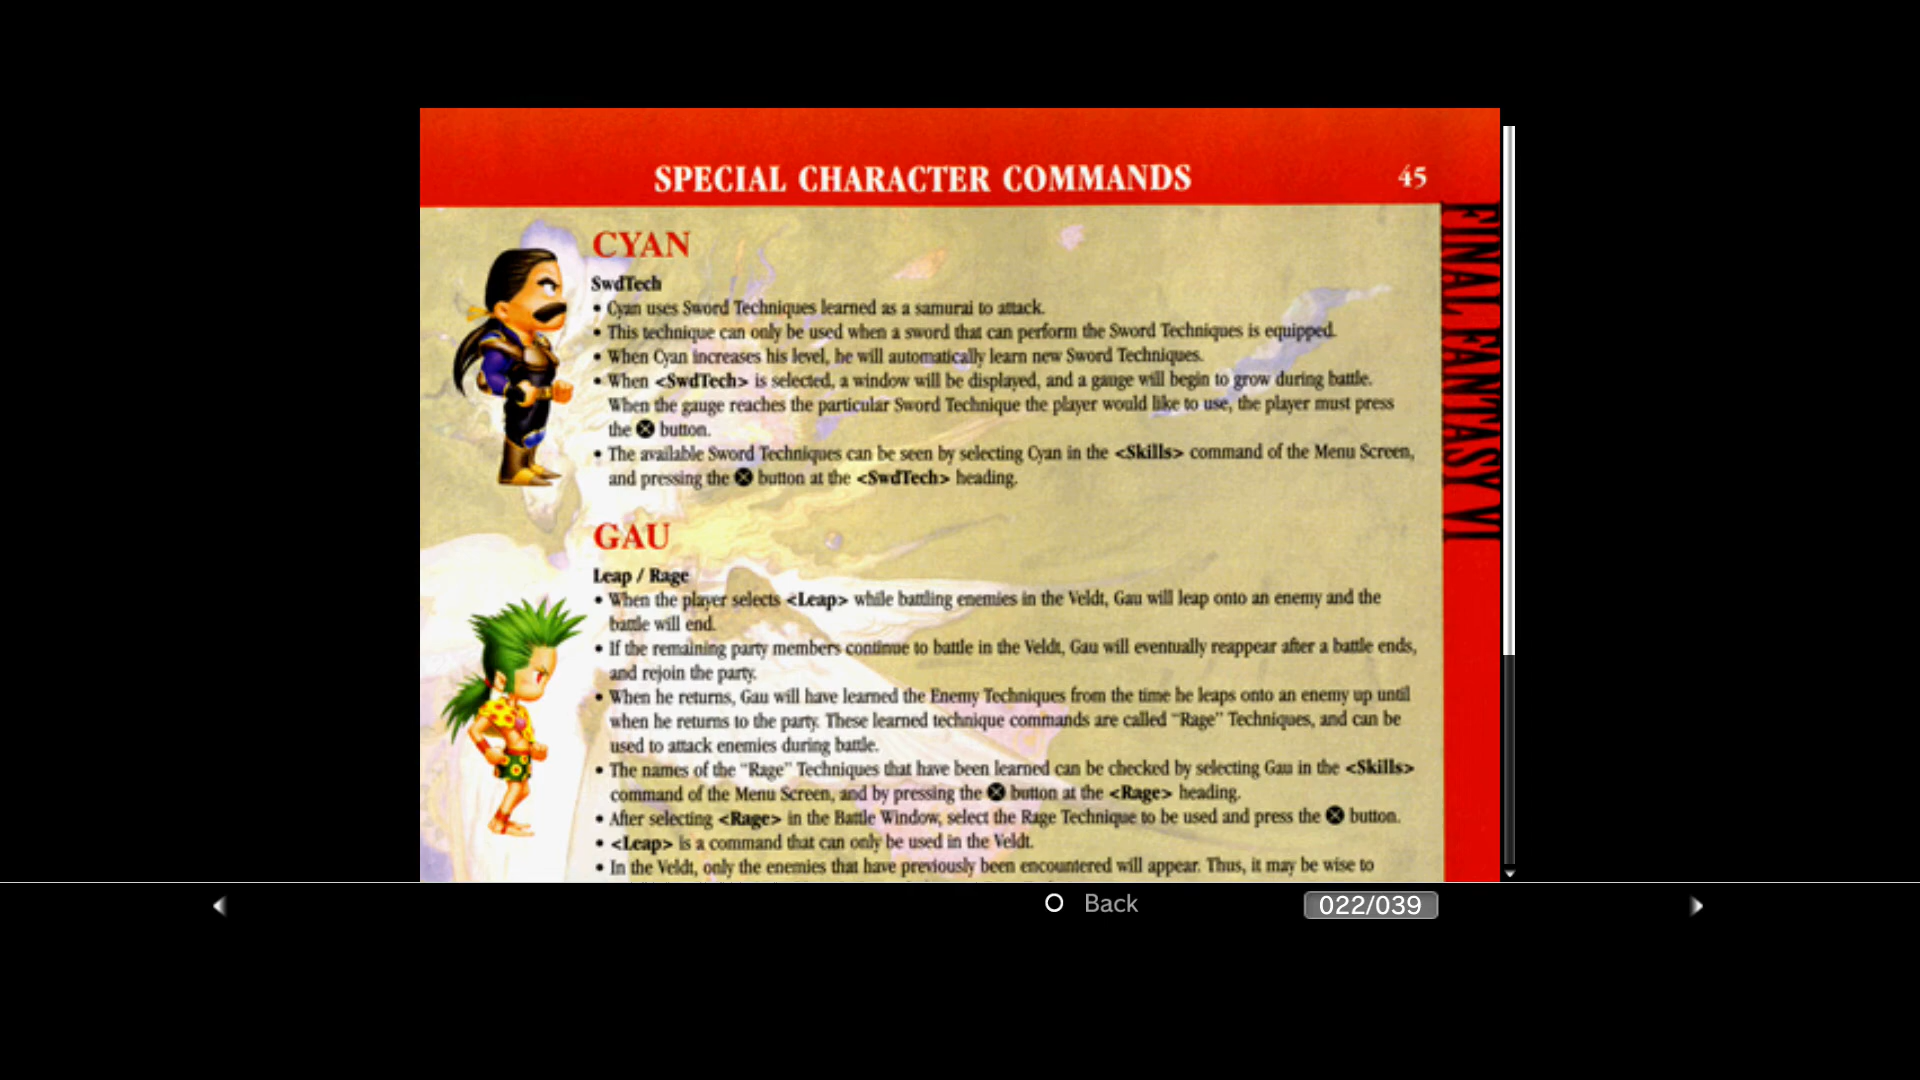 SPECIAL CHARACTER COMMANDS
45
FINAL FANTASY VI
CYAN
SwdTech
• Cyan uses Sword Techniques learned as a samurai to attack.
• This technique can only be used when a sword that can perform the Sword Techniques is equipped.
• When Cyan increases his level, he will automatically learn new Sword Techniques.
• When <SwdTech> is selected, a window will be displayed, and a gauge will begin to grow during battle.
When the gauge reaches the particular Sword Technique the player would like to use, the player must press
the ⊗ button.
• The available Sword Techniques can be seen by selecting Cyan in the <Skills> command of the Menu Screen,
and pressing the ⊗ button at the <SwdTech> heading.
GAU
Leap / Rage
• When the player selects <Leap> while battling enemies in the Veldt, Gau will leap onto an enemy and the
battle will end.
• If the remaining party members continue to battle in the Veldt, Gau will eventually reappear after a battle ends,
and rejoin the party.
• When he returns, Gau will have learned the Enemy Techniques from the time he leaps onto an enemy up until
when he returns to the party. These learned technique commands are called "Rage" Techniques, and can be
used to attack enemies during battle.
• The names of the "Rage" Techniques that have been learned can be checked by selecting Gau in the <Skills>
command of the Menu Screen, and by pressing the ⊗ button at the <Rage> heading.
• After selecting <Rage> in the Battle Window, select the Rage Technique to be used and press the ⊗ button.
• <Leap> is a command that can only be used in the Veldt.
• In the Veldt, only the enemies that have previously been encountered will appear. Thus, it may be wise to
Back
022/039